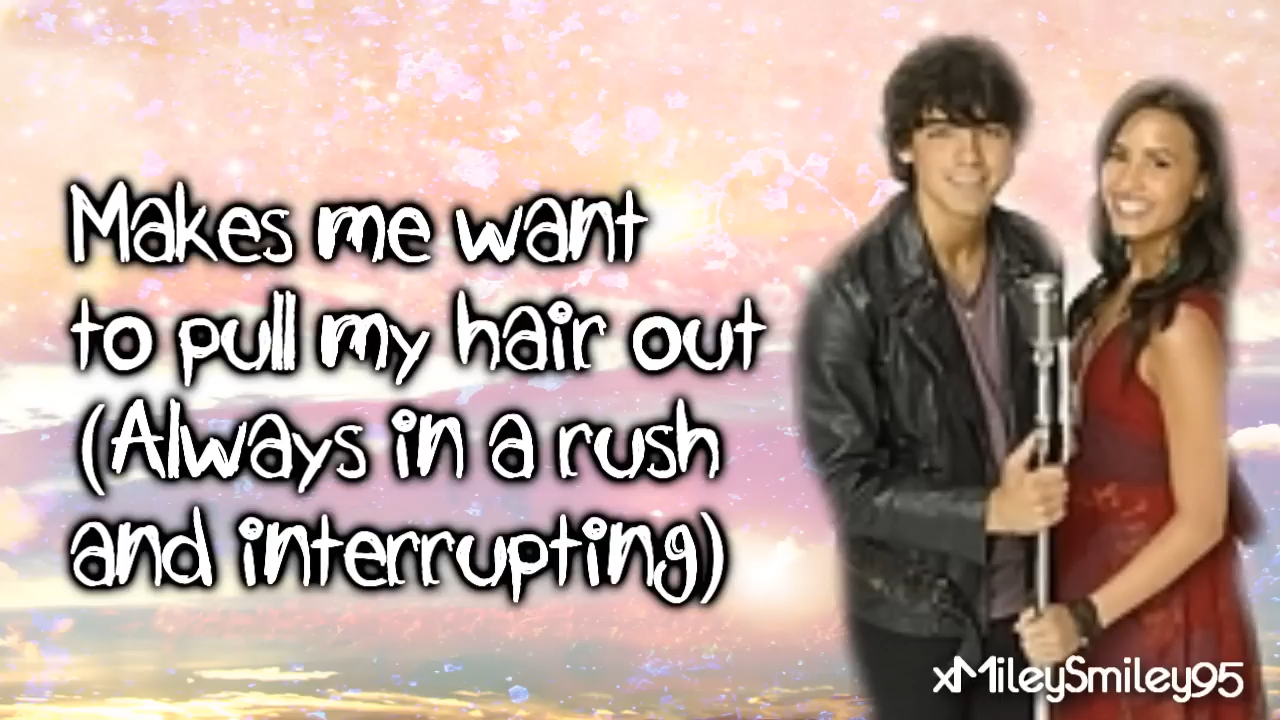 Makes me want
to pull my hair out
(Always in a rush
and interrupting)
xMileySmiley95